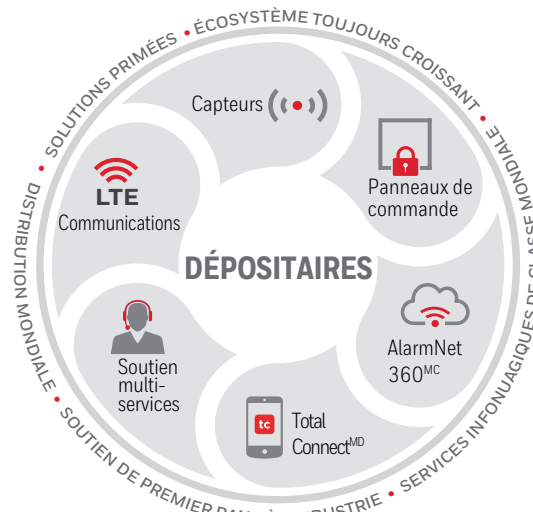 SOLUTIONS PRIMÉES • ÉCOSYSTÈME TOUJOURS CROISSANT •
SERVICES INFONUAGIQUES DE CLASSE MONDIALE
• SOUTIEN DE PREMIER
INDUSTRIE •
DISTRIBUTION MONDIALE •
Capteurs
Panneaux de
commande
LTE
Communications
DÉPOSITAIRES
AlarmNet
360MC
Soutien
multi-
services
tc
Total
ConnectMD